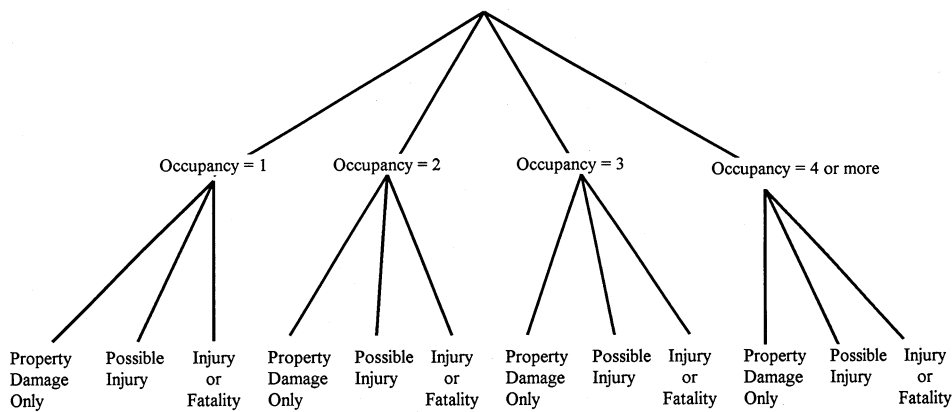 Occupancy = 1
Occupancy = 2
Occupancy = 3
Occupancy = 4 or more
Property
Damage
Only
Possible
Injury
Injury
or
Fatality
Property
Damage
Only
Possible
Injury
Injury
or
Fatality
Property
Damage
Only
Possible
Injury
Injury
or
Fatality
Property
Damage
Only
Possible
Injury
Injury
or
Fatality